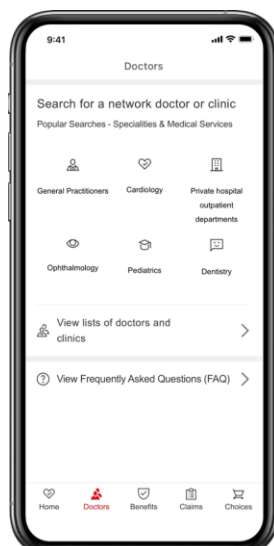 9:41
Doctors
Search for a network doctor or clinic
Popular Searches - Specialities & Medical Services
General Practitioners
Cardiology
Private hospital
outpatient
departments
Ophthalmology
Pediatrics
Dentistry
View lists of doctors and
clinics
View Frequently Asked Questions (FAQ)
Home Doctors Benefits Claims Choices